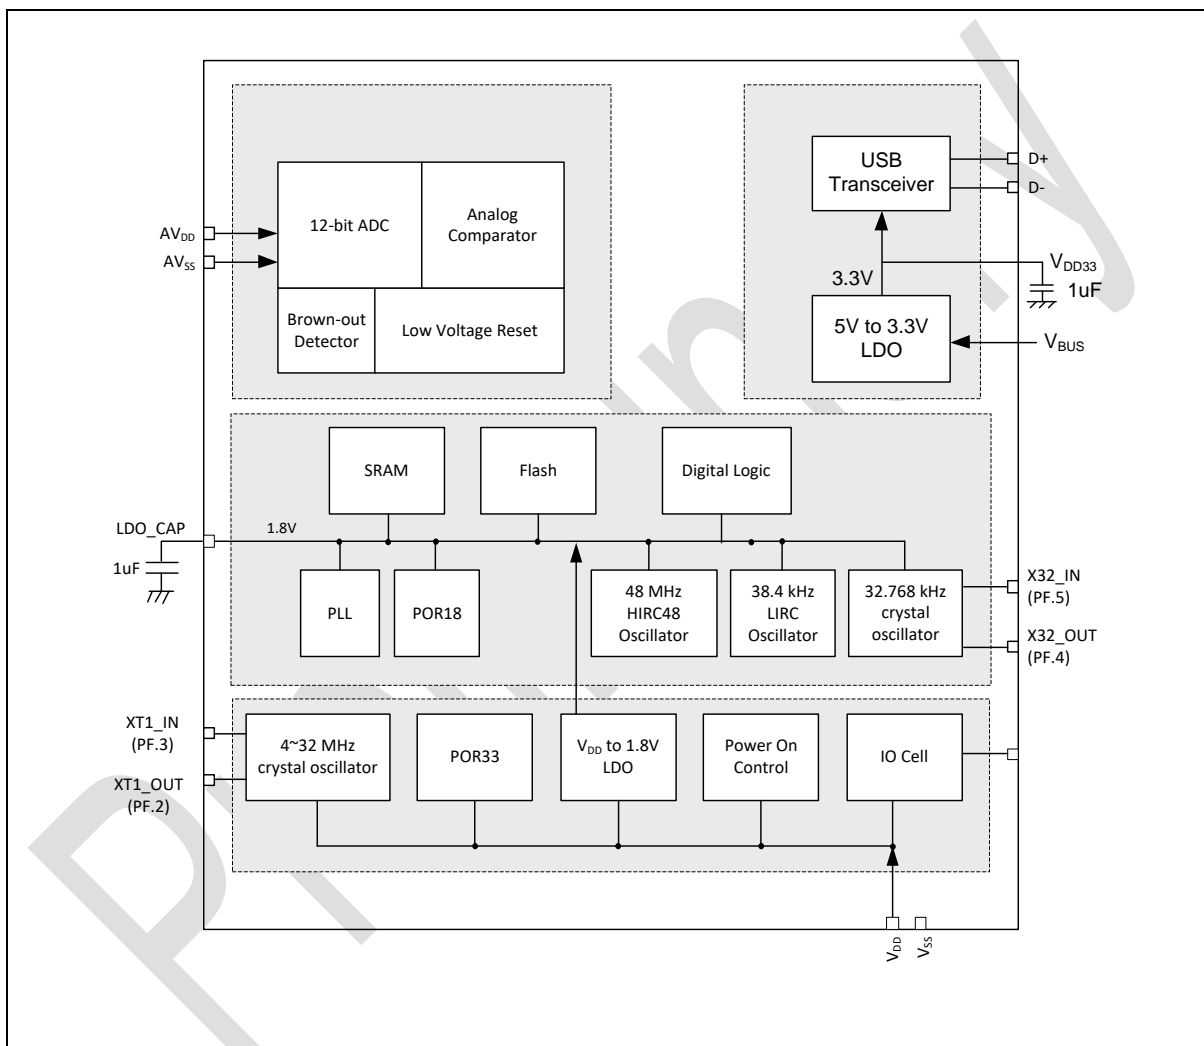 USB
Transceiver
D+
D-
12-bit ADC
Analog
Comparator
AVDD
AVSS
VDD33
3.3V
1uF
Brown-out
Detector
Low Voltage Reset
5V to 3.3V
LDO
VBUS
SRAM
Flash
Digital Logic
LDO_CAP
1.8V
1uF
PLL
POR18
48 MHz
HIRC48
Oscillator
38.4 kHz
LIRC
Oscillator
32.768 kHz
crystal
oscillator
X32_IN
(PF.5)
X32_OUT
(PF.4)
XT1_IN
(PF.3)
XT1_OUT
(PF.2)
4~32 MHz
crystal oscillator
POR33
VDD to 1.8V
LDO
Power On
Control
IO Cell
VDD
VSS